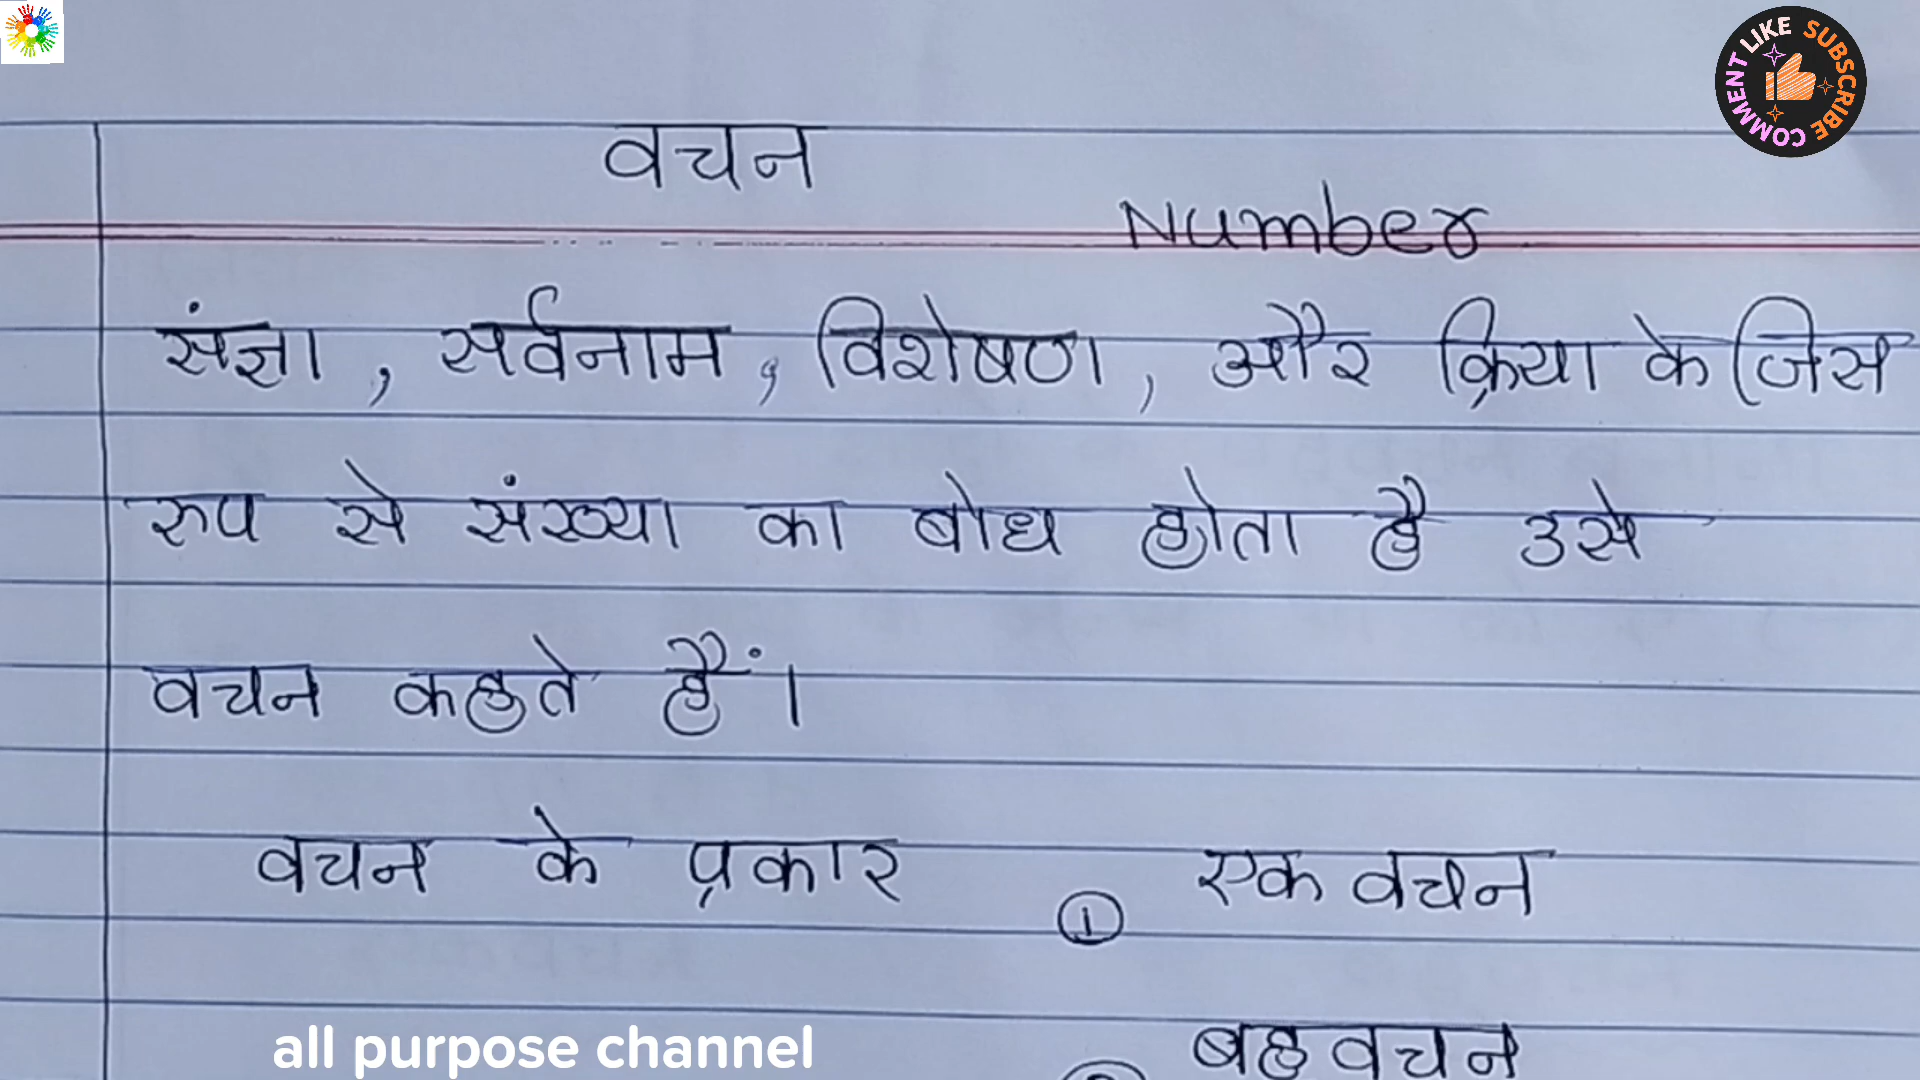 LIKE SUBSCRIBE COMMENT
वचन
Number
संज्ञा, सर्वनाम, विशेषण, और क्रिया के जिस
रुप से संख्या का बोध होता है उसे
वचन कहते हैं।
वचन के प्रकार ① एक वचन
बहुवचन
all purpose channel